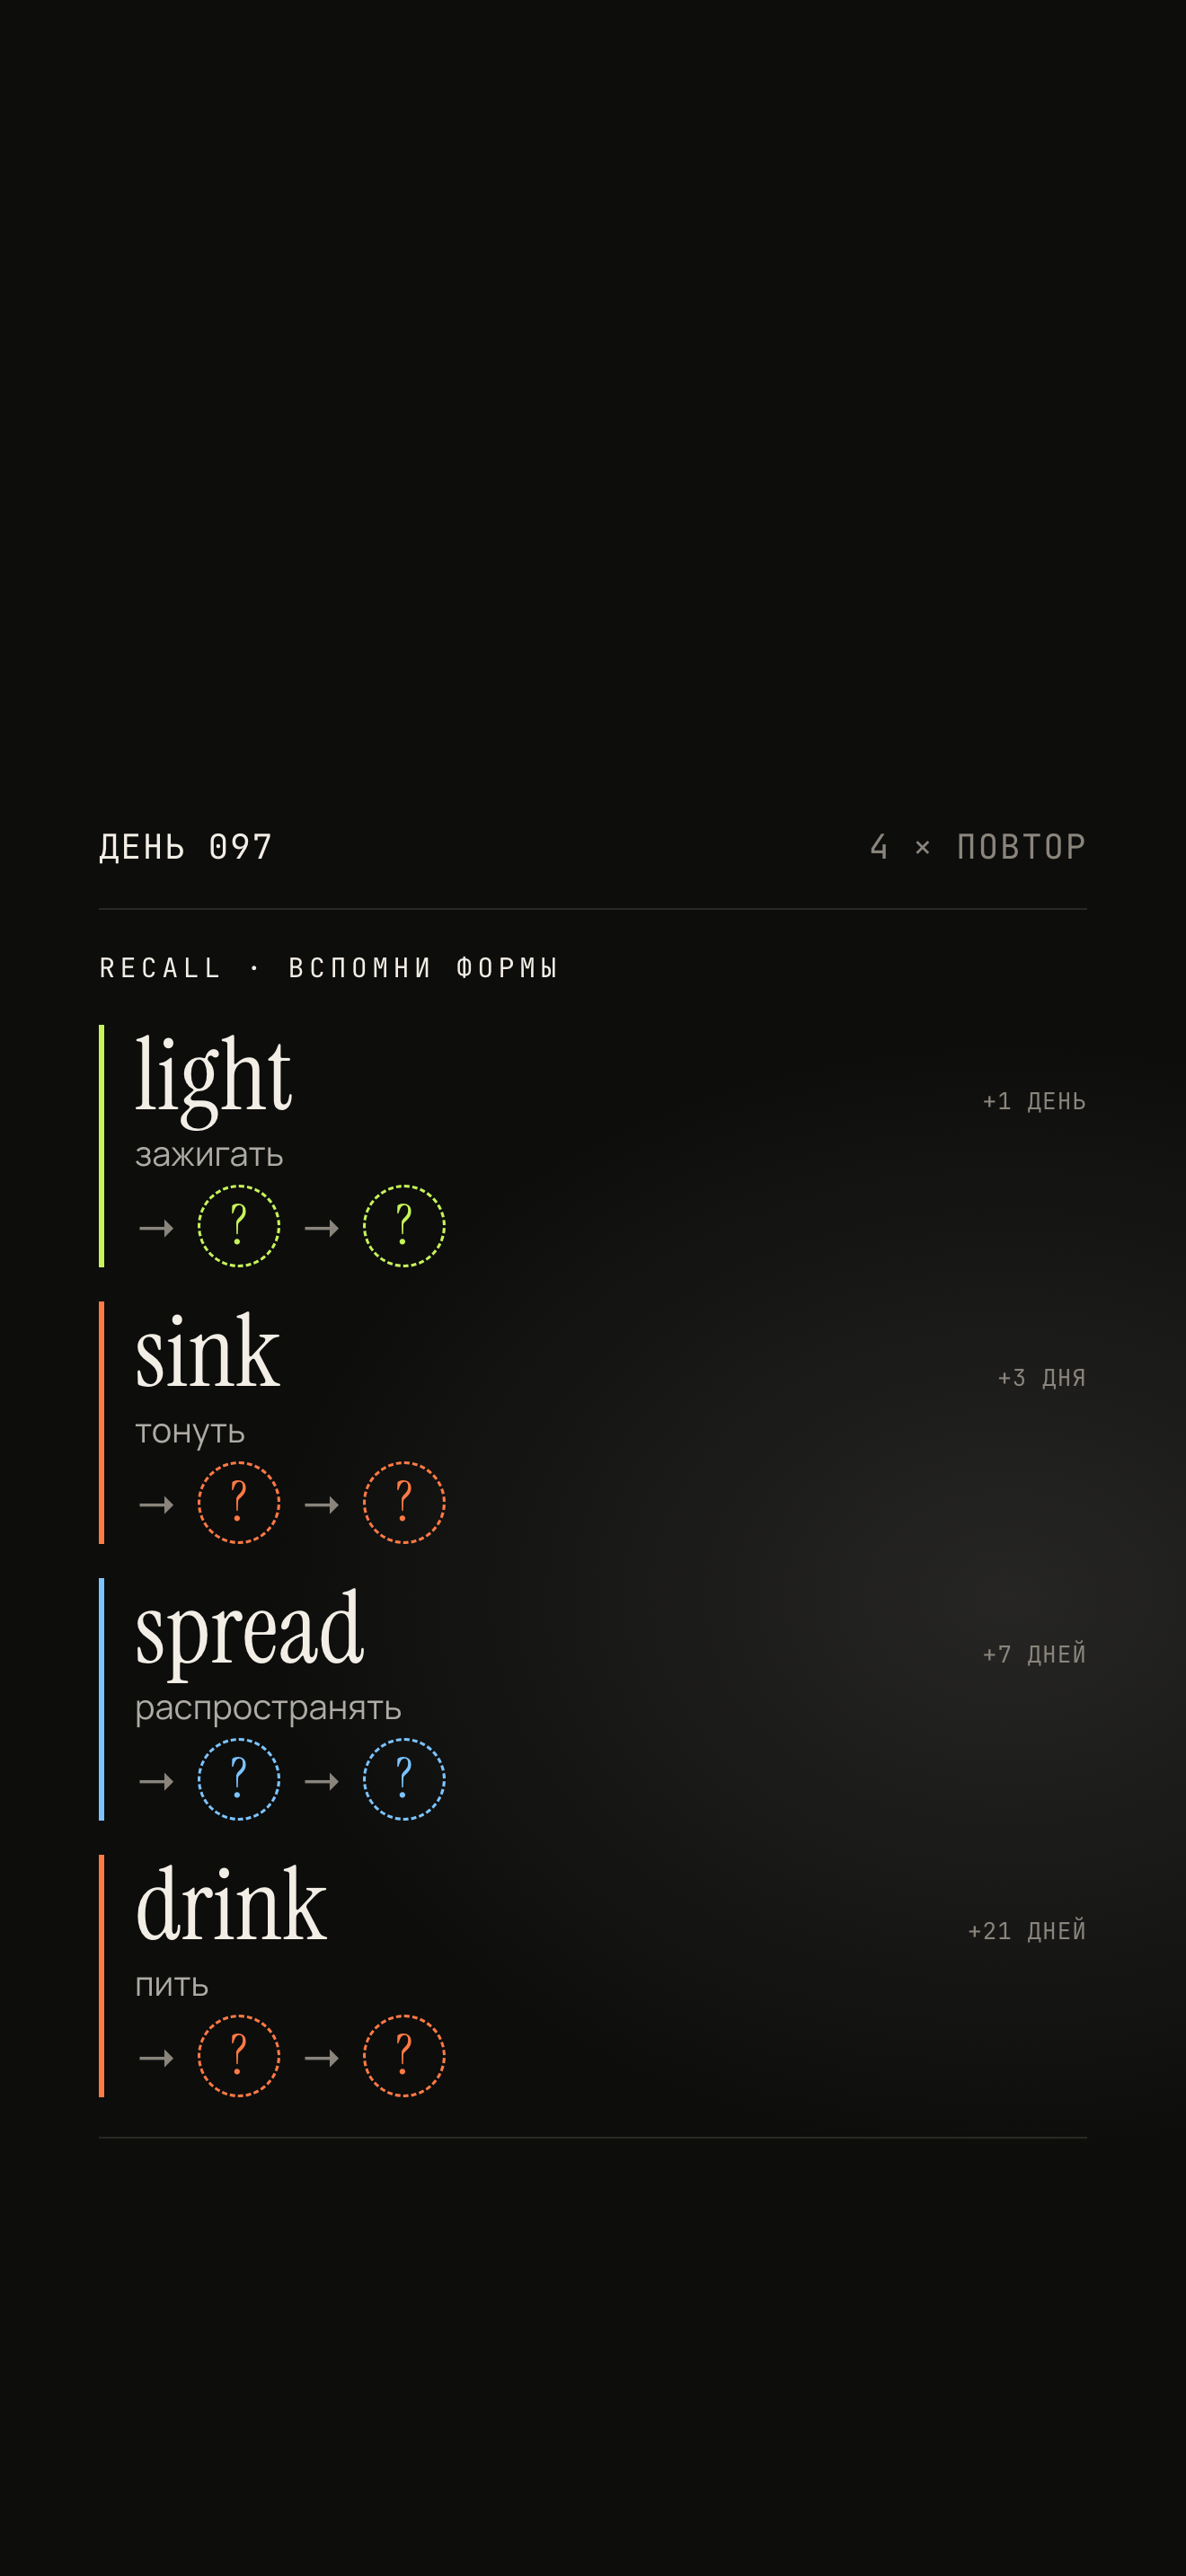 ДЕНЬ 097
4 × ПОВТОР
RECALL · ВСПОМНИ ФОРМЫ
light
+1 ДЕНЬ
зажигать
→ ? → ?
sink
+3 ДНЯ
тонуть
→ ? → ?
spread
+7 ДНЕЙ
распространять
→ ? → ?
drink
+21 ДНЕЙ
пить
→ ? → ?